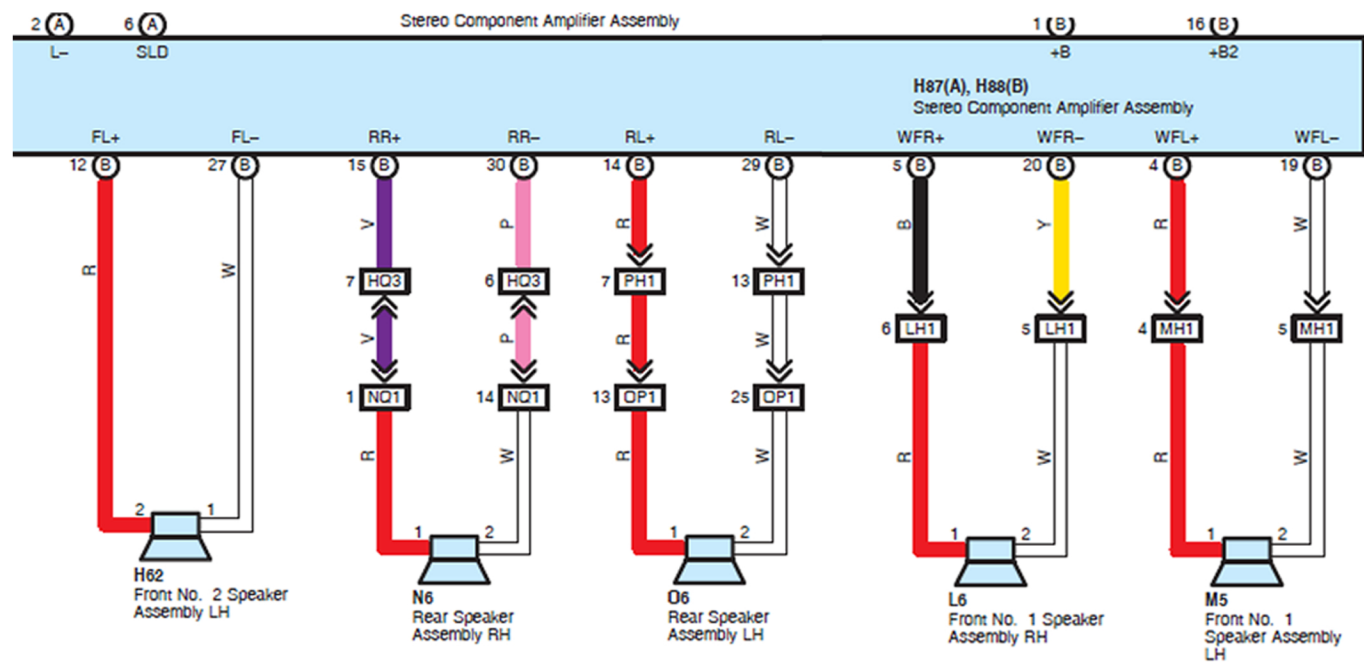 Stereo Component Amplifier Assembly
2 A 6 A 1 B 16 B
L− SLD +B +B2
H87(A), H88(B)
Stereo Component Amplifier Assembly
FL+ FL− RR+ RR− RL+ RL− WFR+ WFR− WFL+ WFL−
12 B 27 B 15 B 30 B 14 B 29 B 5 B 20 B 4 B 19 B
V P R W B Y R W
R W
7 HQ3 6 HQ3 7 PH1 13 PH1
6 LH1 5 LH1 4 MH1 5 MH1
V P R W
1 NQ1 14 NQ1 13 OP1 25 OP1
R W R W R W R W
2 1
1 2 1 2 1 2 1 2
H62
Front No. 2 Speaker
Assembly LH
N6
Rear Speaker
Assembly RH
O6
Rear Speaker
Assembly LH
L6
Front No. 1 Speaker
Assembly RH
M5
Front No. 1
Speaker Assembly
LH